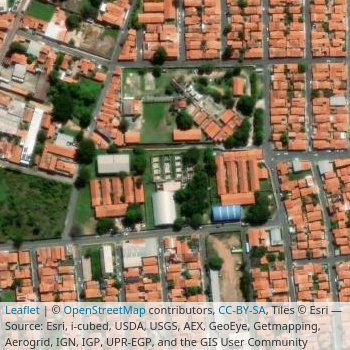 Leaflet | © OpenStreetMap contributors, CC-BY-SA, Tiles © Esri —
Source: Esri, i-cubed, USDA, USGS, AEX, GeoEye, Getmapping,
Aerogrid, IGN, IGP, UPR-EGP, and the GIS User Community